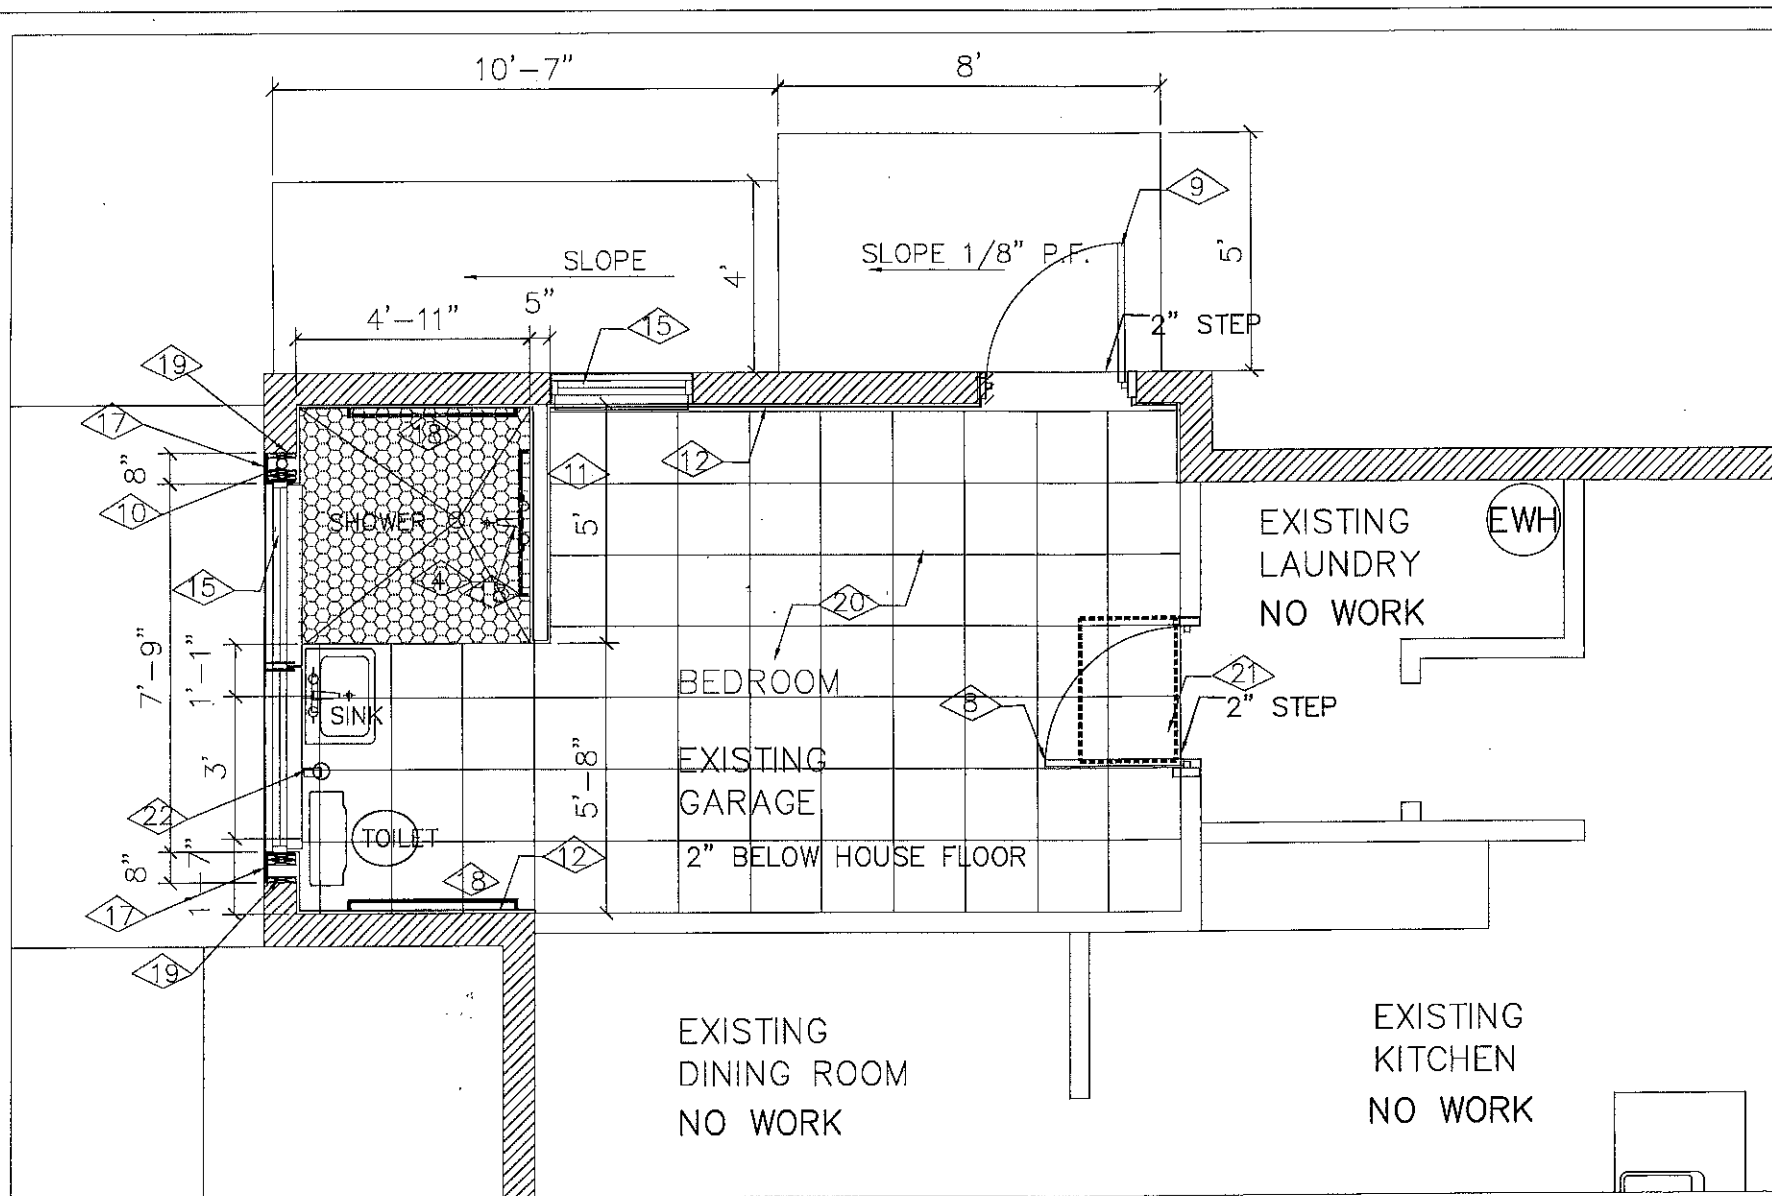 10'-7"
8'
9
SLOPE
SLOPE 1/8" P.F.
4'
5'
5"
4'-11"
15
2" STEP
19
17
18
12
11
8"
10
SHOWER
5'
EXISTING
LAUNDRY
NO WORK
EWH
15
4
20
7'-9"
1'-1"
BEDROOM
21
8
2" STEP
SINK
3'
5'-8"
EXISTING
GARAGE
22
TOILET
12
2" BELOW HOUSE FLOOR
8"
1'-7"
8
17
19
EXISTING
DINING ROOM
NO WORK
EXISTING
KITCHEN
NO WORK